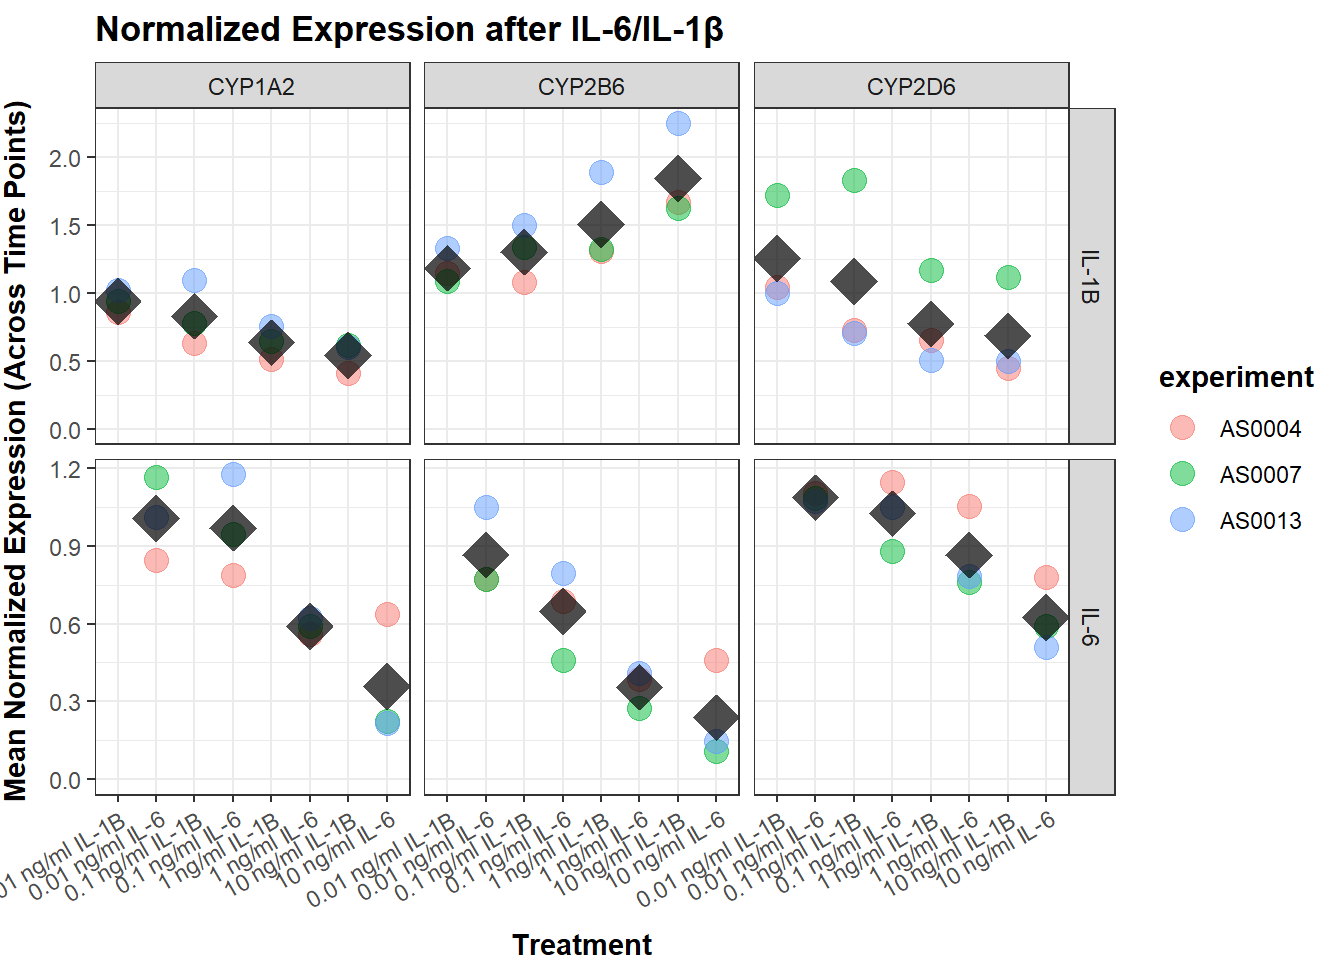 Normalized Expression after IL-6/IL-1β
CYP1A2
CYP2B6
CYP2D6
Mean Normalized Expression (Across Time Points)
2.0
1.5
1.0
0.5
0.0
IL-1B
1.2
0.9
0.6
0.3
0.0
IL-6
01 ng/ml IL-1B
0.01 ng/ml IL-6
0.1 ng/ml IL-1B
0.1 ng/ml IL-6
1 ng/ml IL-1B
1 ng/ml IL-6
10 ng/ml IL-1B
10 ng/ml IL-6
0.01 ng/ml IL-1B
0.01 ng/ml IL-6
0.1 ng/ml IL-1B
0.1 ng/ml IL-6
1 ng/ml IL-1B
1 ng/ml IL-6
10 ng/ml IL-1B
10 ng/ml IL-6
0.01 ng/ml IL-1B
0.01 ng/ml IL-6
0.1 ng/ml IL-1B
0.1 ng/ml IL-6
1 ng/ml IL-1B
1 ng/ml IL-6
10 ng/ml IL-1B
10 ng/ml IL-6
Treatment
experiment
AS0004
AS0007
AS0013